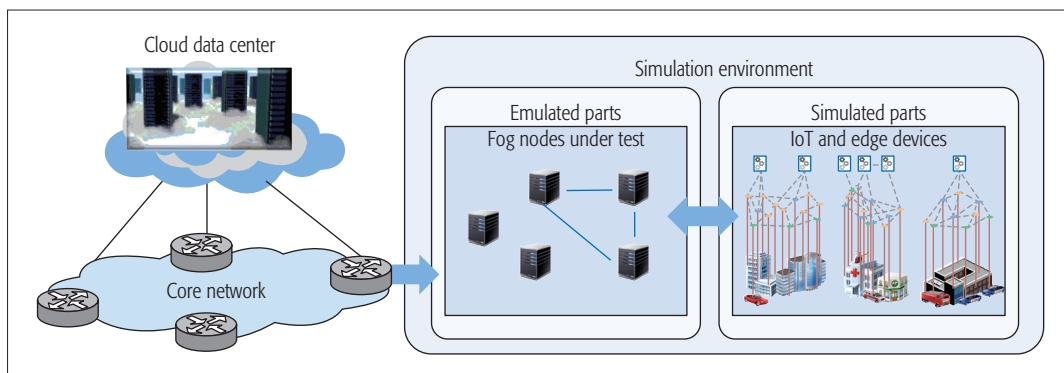 Cloud data center
Core network
Simulation environment
Emulated parts
Fog nodes under test
Simulated parts
IoT and edge devices